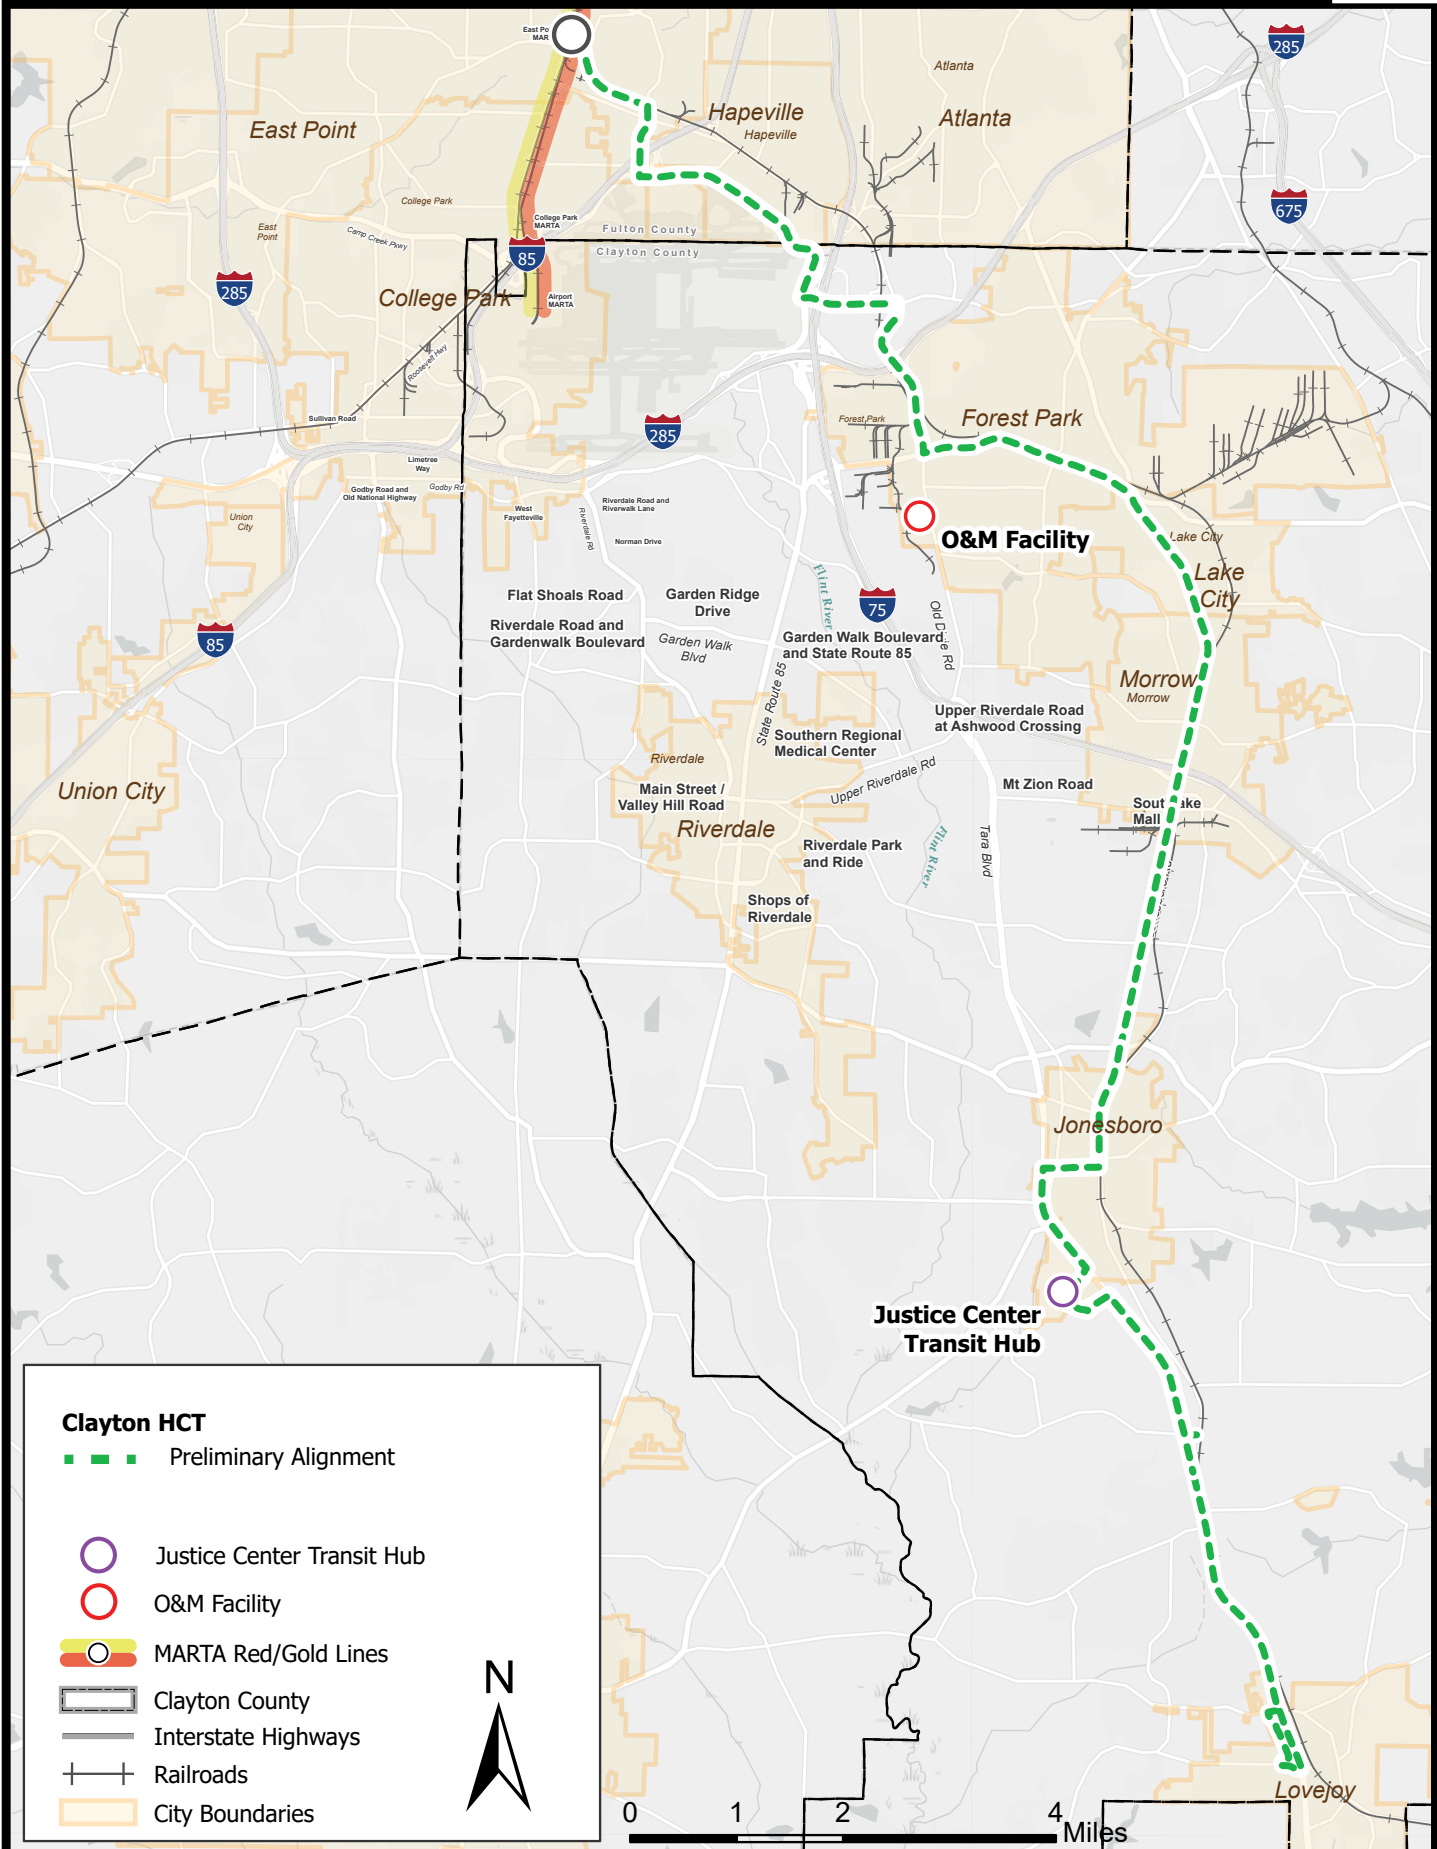 East Po
MAR
Atlanta
285
Hapeville
Hapeville
Atlanta
East Point
College Park
675
East
Point
Camp Creek Pkwy
College Park
MARTA
Fulton County
Clayton County
85
285
College Park
Airport
MARTA
Roosevelt Hwy
Sullivan Road
285
Forest Park
Forest Park
Limetree
Way
Godby Road and
Old National Highway
Godby Rd
West
Fayetteville
Riverdale Rd
Riverdale Road and
Riverwalk Lane
Norman Drive
Union
City
O&M Facility
Lake City
Lake
City
Flat Shoals Road
Garden Ridge
Drive
Flint River
75
Old Dixie Rd
Riverdale Road and
Gardenwalk Boulevard
Garden Walk
Blvd
Garden Walk Boulevard
and State Route 85
85
State Route 85
Morrow
Morrow
Upper Riverdale Road
at Ashwood Crossing
Southern Regional
Medical Center
Riverdale
Upper Riverdale Rd
Union City
Main Street /
Valley Hill Road
Mt Zion Road
Sout ake
Mall
Riverdale
Riverdale Park
and Ride
Flint River
Tara Blvd
Shops of
Riverdale
Jonesboro
Justice Center
Transit Hub
Clayton HCT
Preliminary Alignment
Justice Center Transit Hub
O&M Facility
MARTA Red/Gold Lines
Clayton County
Interstate Highways
Railroads
City Boundaries
N
Lovejoy
0 1 2 4
Miles